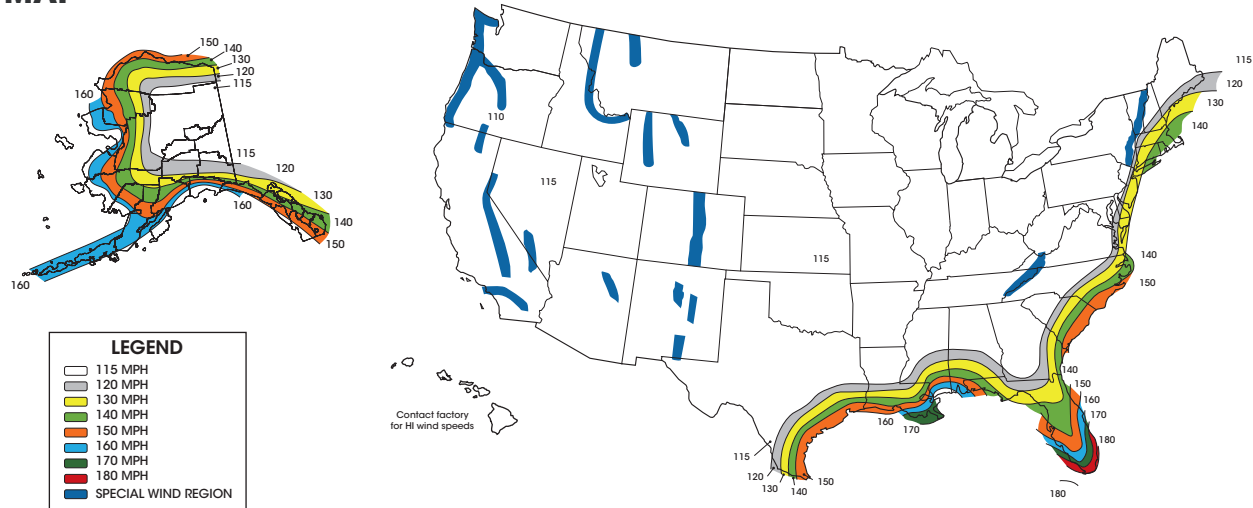 MAP
150
140
130
120
115
160
115
120
130
160
140
150
160
LEGEND
115 MPH
120 MPH
130 MPH
140 MPH
150 MPH
160 MPH
170 MPH
180 MPH
SPECIAL WIND REGION
Contact factory
for HI wind speeds
110
115
115
115
120
130
140
140
150
140
150
160
170
180
160
170
115
120
130
140
150
180